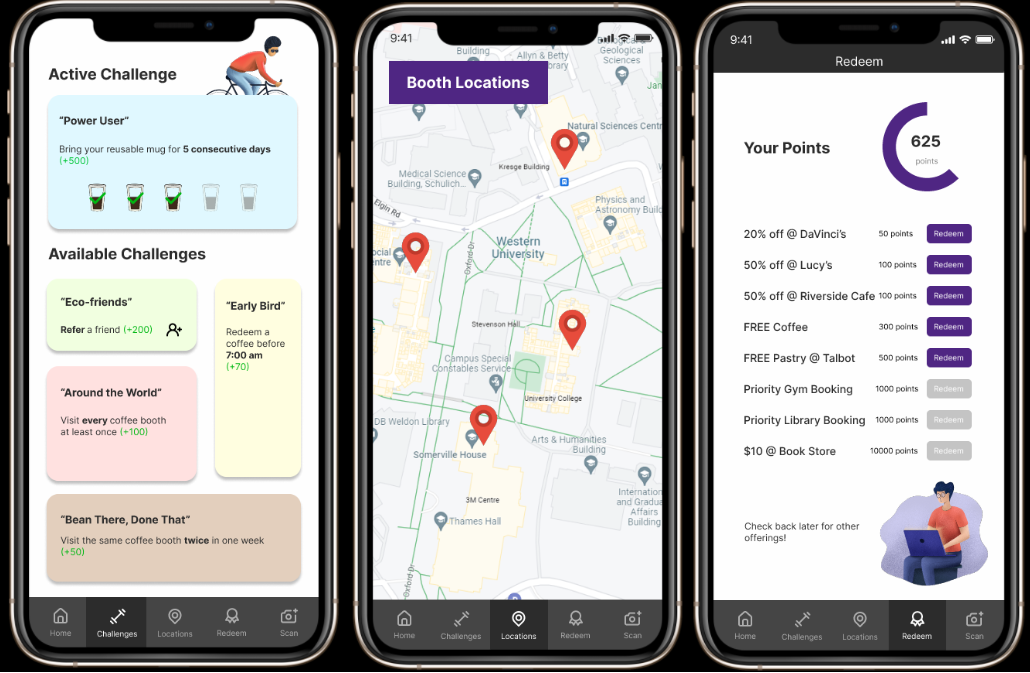 Active Challenge
“Power User”
Bring your reusable mug for 5 consecutive days
(+500)
Available Challenges
“Eco-friends”
Refer a friend (+200)
“Early Bird”
Redeem a
coffee before
7:00 am
(+70)
“Around the World”
Visit every coffee booth
at least once (+100)
“Bean There, Done That”
Visit the same coffee booth twice in one week
(+50)
Home
Challenges
Locations
Redeem
Scan
9:41
Building
Allyn & Betty
Geological
Sciences
Booth Locations
Natural Sciences Centr
Kresge Building
Medical Science
Building, Schulich...
Elgin Rd
Physics and
Astronomy Build
Western
University
Oxford Dr
Stevenson Hall
Campus Special
Constables Service
University College
DB Weldon Library
Arts & Humanities
Building
Somerville House
3M Centre
Thames Hall
Internation
and Gradua
Affairs
Building
Oxford Dr
Home
Challenges
Locations
Redeem
Scan
9:41
Redeem
Your Points
625
points
20% off @ DaVinci’s 50 points Redeem
50% off @ Lucy’s 100 points Redeem
50% off @ Riverside Cafe 100 points Redeem
FREE Coffee 300 points Redeem
FREE Pastry @ Talbot 500 points Redeem
Priority Gym Booking 1000 points Redeem
Priority Library Booking 1000 points Redeem
$10 @ Book Store 10000 points Redeem
Check back later for other
offerings!
Home
Challenges
Locations
Redeem
Scan